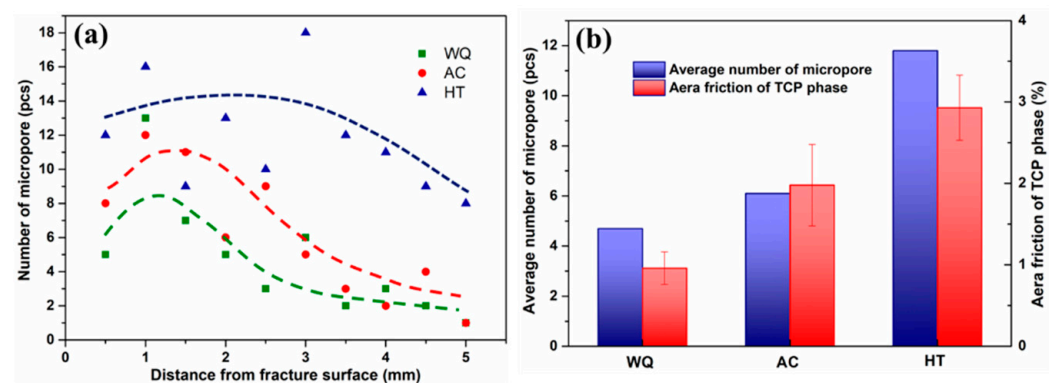 (a)
WQ
AC
HT
Number of micropore (pcs)
18
16
14
12
10
8
6
4
2
0
0 1 2 3 4 5
Distance from fracture surface (mm)
(b)
Average number of micropore
Aera friction of TCP phase
Average number of micropore (pcs)
12
10
8
6
4
2
0
WQ AC HT
4
3
2
1
0
Aera friction of TCP phase (%)